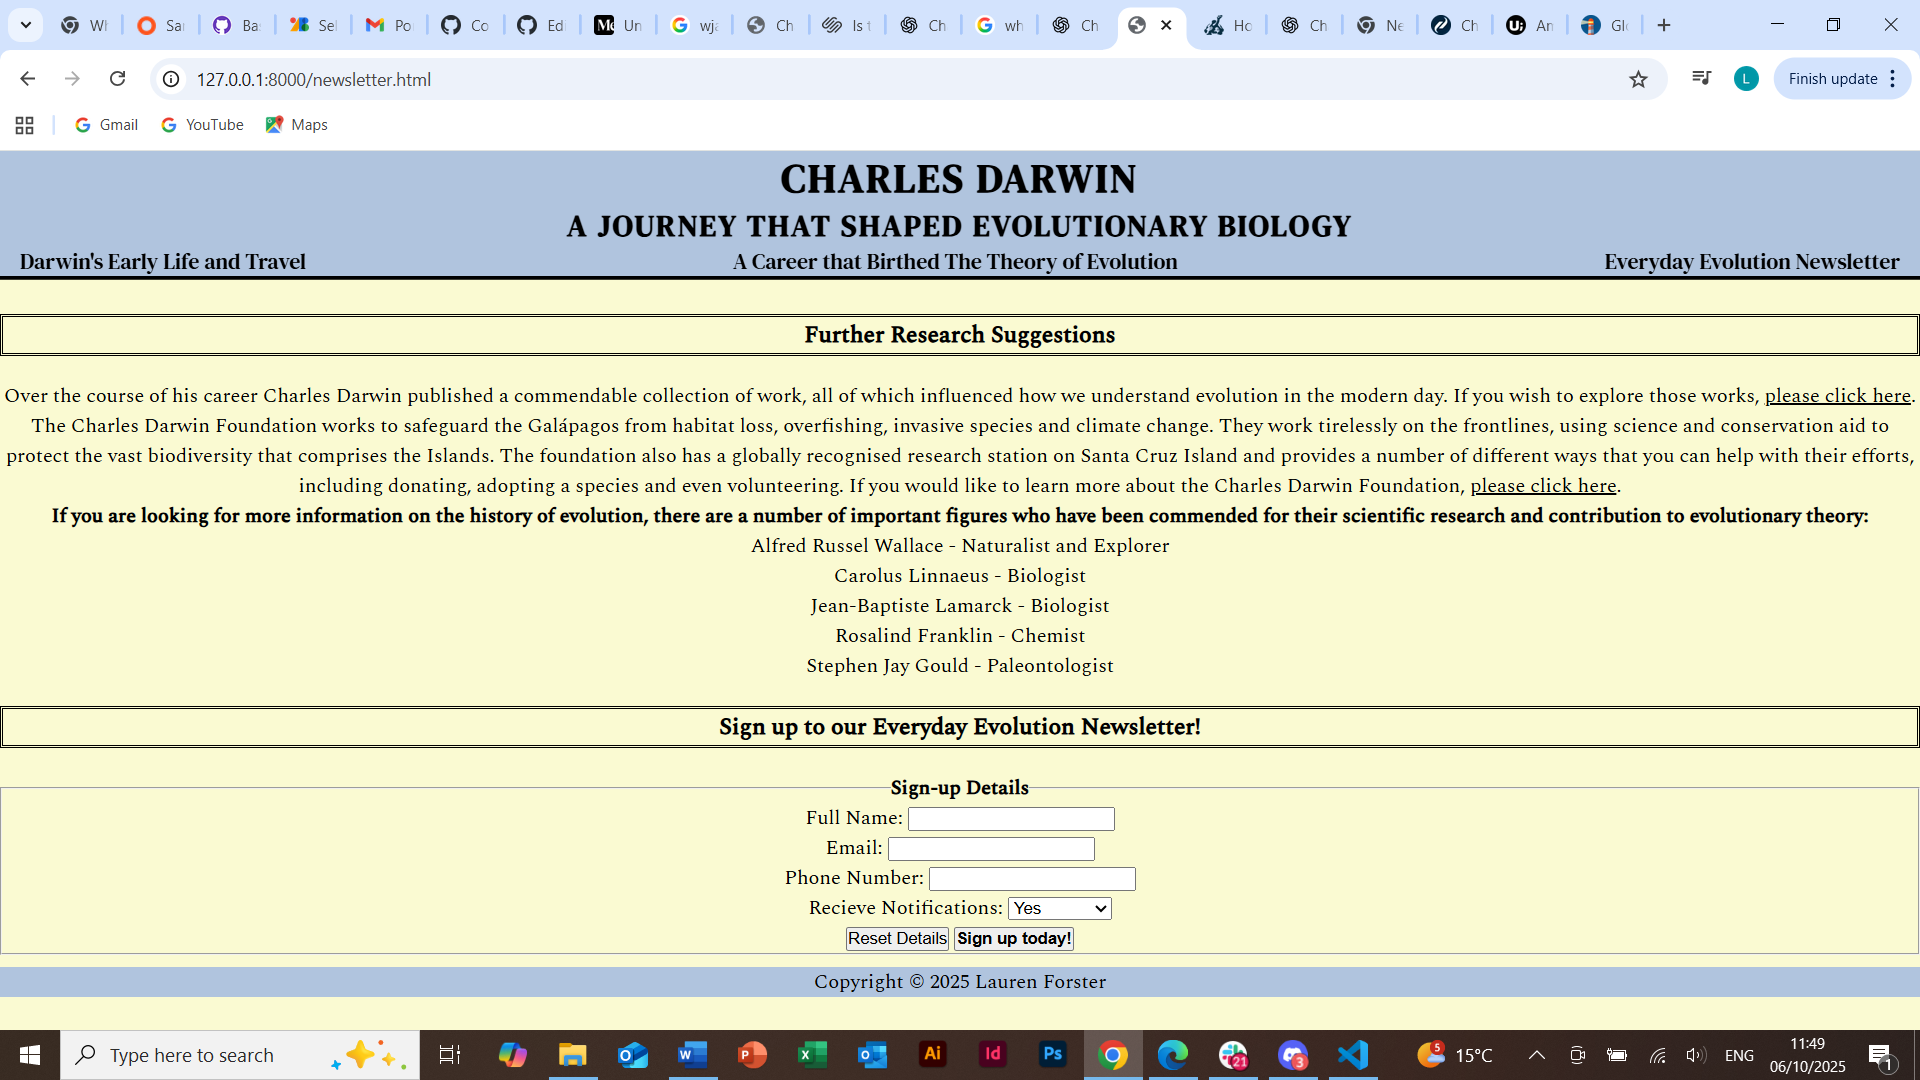 Wh
Sar
Ba:
Sel
Po
Co
Edi
Un
wja
Ch
Is t
Ch
wh
Ch
Ho
Ch
Ne
Ch
An
Glo
127.0.0.1:8000/newsletter.html
L
Finish update
Gmail
YouTube
Maps
CHARLES DARWIN
A JOURNEY THAT SHAPED EVOLUTIONARY BIOLOGY
Darwin's Early Life and Travel
A Career that Birthed The Theory of Evolution
Everyday Evolution Newsletter
Further Research Suggestions
Over the course of his career Charles Darwin published a commendable collection of work, all of which influenced how we understand evolution in the modern day. If you wish to explore those works, please click here.
The Charles Darwin Foundation works to safeguard the Galápagos from habitat loss, overfishing, invasive species and climate change. They work tirelessly on the frontlines, using science and conservation aid to
protect the vast biodiversity that comprises the Islands. The foundation also has a globally recognised research station on Santa Cruz Island and provides a number of different ways that you can help with their efforts,
including donating, adopting a species and even volunteering. If you would like to learn more about the Charles Darwin Foundation, please click here.
If you are looking for more information on the history of evolution, there are a number of important figures who have been commended for their scientific research and contribution to evolutionary theory:
Alfred Russel Wallace - Naturalist and Explorer
Carolus Linnaeus - Biologist
Jean-Baptiste Lamarck - Biologist
Rosalind Franklin - Chemist
Stephen Jay Gould - Paleontologist
Sign up to our Everyday Evolution Newsletter!
Sign-up Details
Full Name:
Email:
Phone Number:
Recieve Notifications: Yes
Reset Details Sign up today!
Copyright © 2025 Lauren Forster
Type here to search
15°C
ENG
11:49
06/10/2025